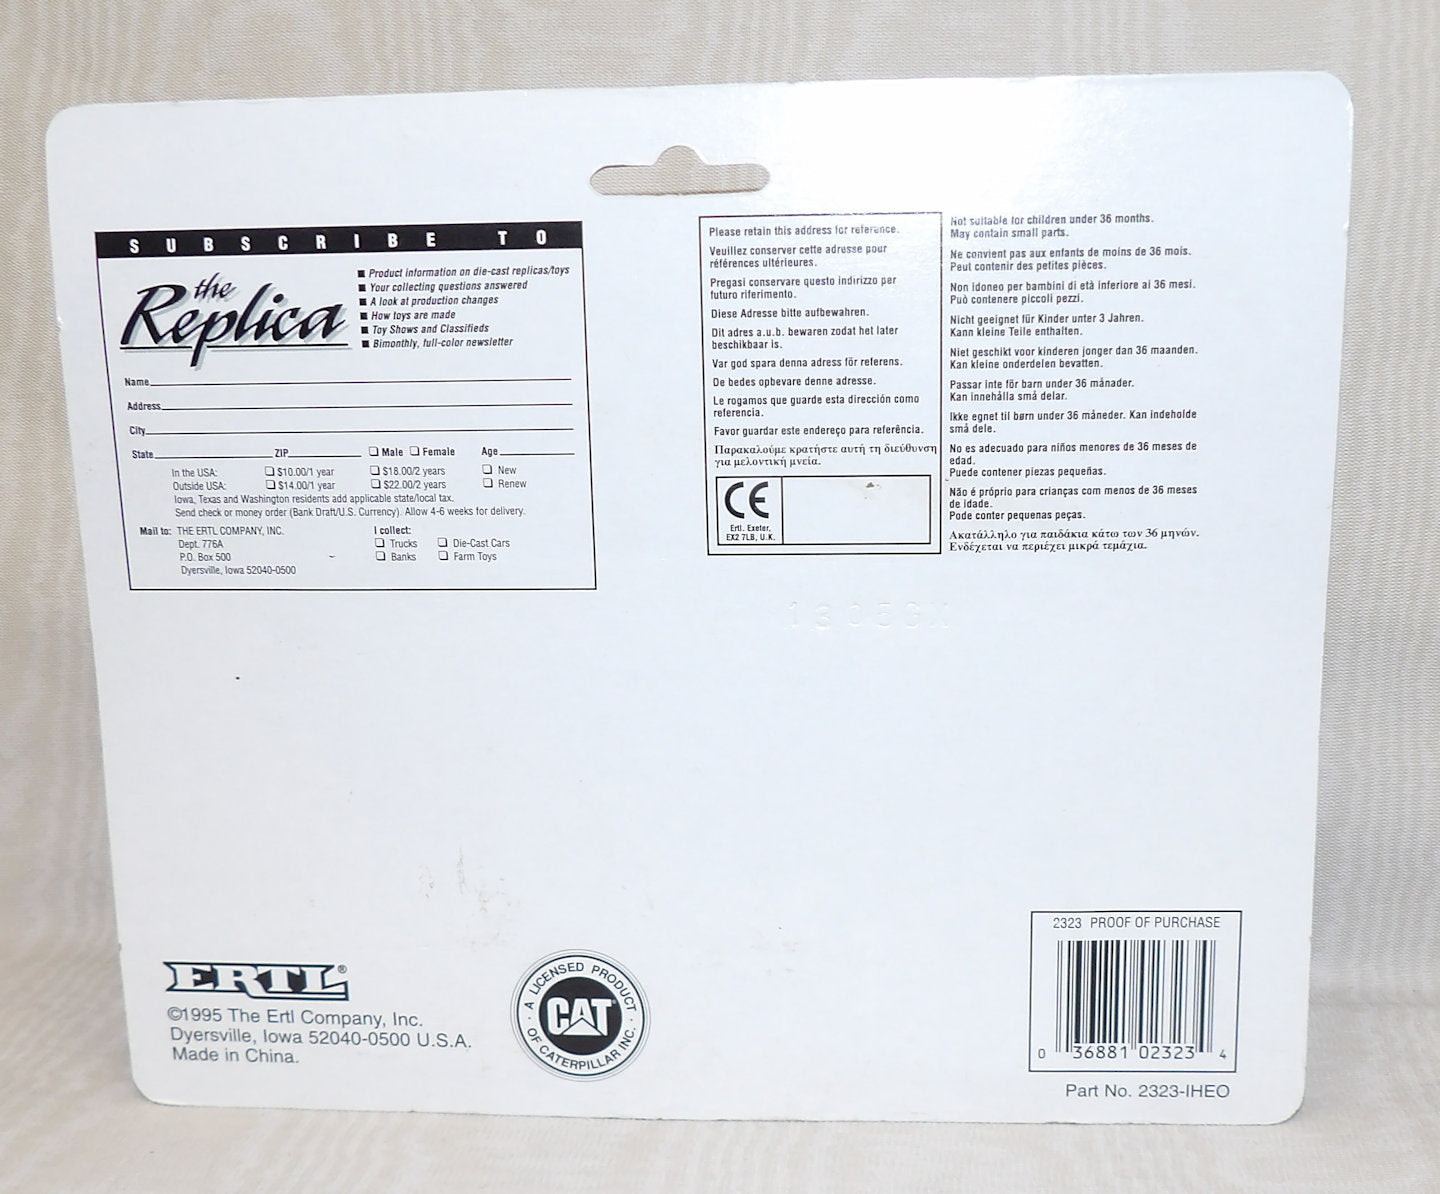 SUBSCRIBE TO
the
Replica
■ Product information on die-cast replicas/toys
■ Your collecting questions answered
■ A look at production changes
■ How toys are made
■ Toy Shows and Classifieds
■ Bimonthly, full-color newsletter
Name
Address
City
State ZIP ❏ Male ❏ Female Age
In the USA: ❏ $10.00/1 year ❏ $18.00/2 years ❏ New
Outside USA: ❏ $14.00/1 year ❏ $22.00/2 years ❏ Renew
Iowa, Texas and Washington residents add applicable state/local tax.
Send check or money order (Bank Draft/U.S. Currency). Allow 4-6 weeks for delivery.
Mail to: THE ERTL COMPANY, INC.
Dept. 776A
P.O. Box 500
Dyersville, Iowa 52040-0500
I collect:
❏ Trucks ❏ Die-Cast Cars
❏ Banks ❏ Farm Toys
Please retain this address for reference.
Veuillez conserver cette adresse pour
références ultérieures.
Pregasi conservare questo indirizzo per
futuro riferimento.
Diese Adresse bitte aufbewahren.
Dit adres a.u.b. bewaren zodat het later
beschikbaar is.
Var god spara denna adress för referens.
De bedes opbevare denne adresse.
Le rogamos que guarde esta dirección como
referencia.
Favor guardar este endereço para referência.
Παρακαλούμε κρατήστε αυτή τη διεύθυνση
για μελοντική μνεία.
CE
Ertl. Exeter,
EX2 7LB, U.K.
Not suitable for children under 36 months.
May contain small parts.
Ne convient pas aux enfants de moins de 36 mois.
Peut contenir des petites pièces.
Non idoneo per bambini di età inferiore ai 36 mesi.
Può contenere piccoli pezzi.
Nicht geeignet für Kinder unter 3 Jahren.
Kann kleine Teile enthalten.
Niet geschikt voor kinderen jonger dan 36 maanden.
Kan kleine onderdelen bevatten.
Passar inte för barn under 36 månader.
Kan innehålla små delar.
Ikke egnet til børn under 36 måneder. Kan indeholde
små dele.
No es adecuado para niños menores de 36 meses de
edad.
Puede contener piezas pequeñas.
Não é próprio para crianças com menos de 36 meses
de idade.
Pode conter pequenas peças.
Ακατάλληλο για παιδάκια κάτω των 36 μηνών.
Ενδέχεται να περιέχει μικρά τεμάχια.
ERTL®
©1995 The Ertl Company, Inc.
Dyersville, Iowa 52040-0500 U.S.A.
Made in China.
A LICENSED PRODUCT
CAT
OF CATERPILLAR INC.
2323 PROOF OF PURCHASE
0 36881 02323 4
Part No. 2323-IHEO